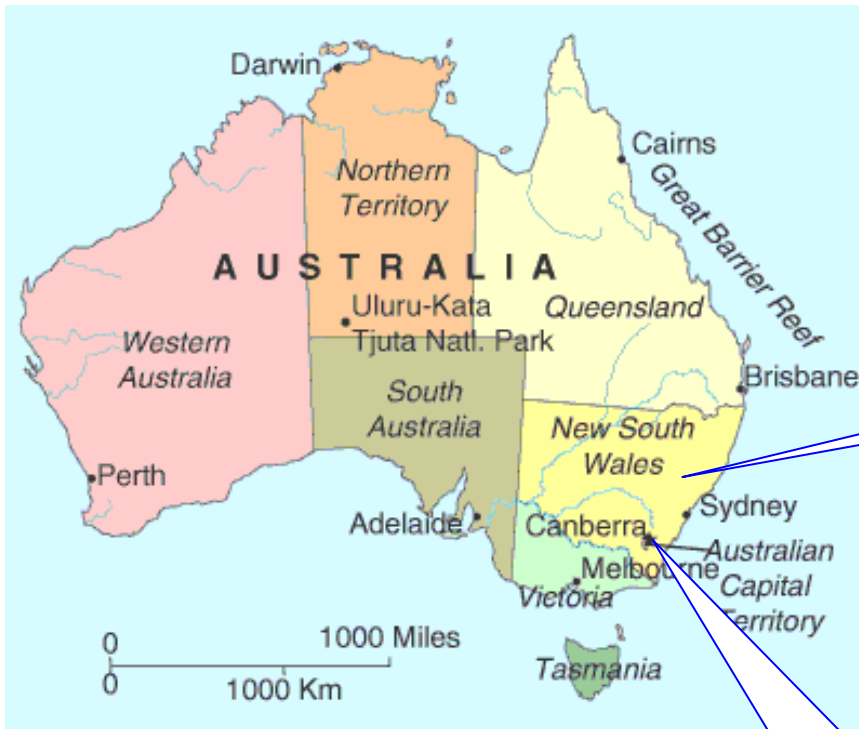 Darwin
Cairns
Northern
Territory
Great Barrier Reef
AUSTRALIA
Uluru-Kata
Tjuta Natl. Park
Queensland
Western
Australia
South
Australia
Brisbane
New South
Wales
Perth
Sydney
Adelaide
Canberra
Australian
Capital
Territory
Melbourne
Victoria
Tasmania
0
1000 Miles
0
1000 Km